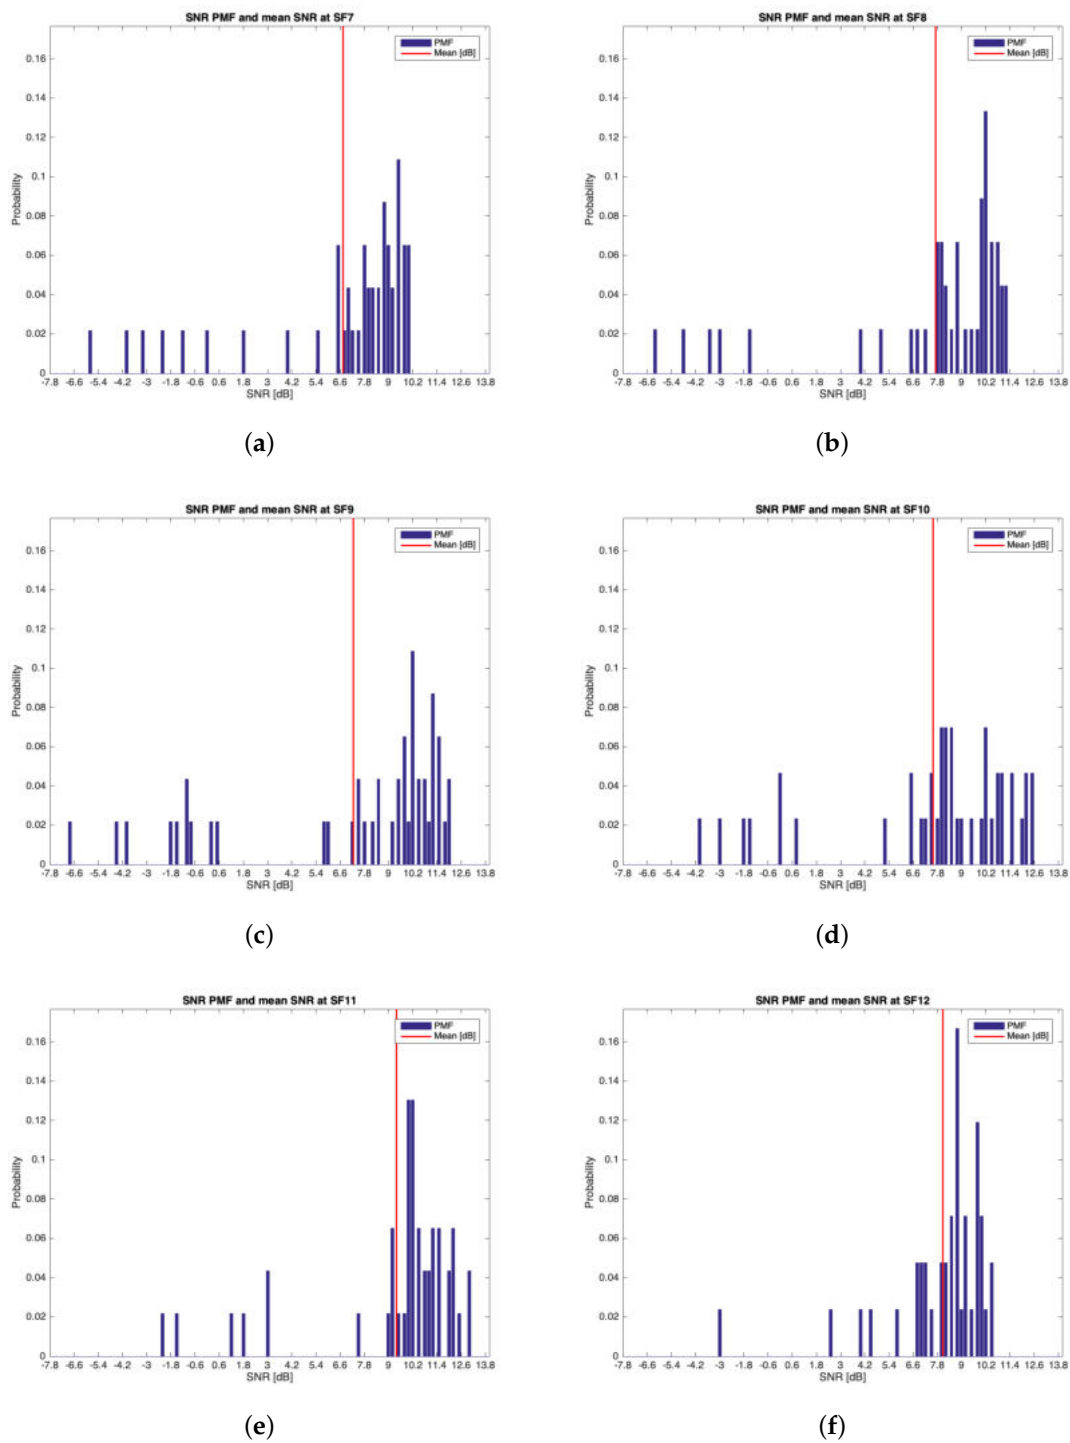 SNR PMF and mean SNR at SF7
PMF
Mean [dB]
0.16
0.14
0.12
0.1
0.08
0.06
0.04
0.02
0
Probability
-7.8 -6.6 -5.4 -4.2 -3 -1.8 -0.6 0.6 1.8 3 4.2 5.4 6.6 7.8 9 10.2 11.4 12.6 13.8
SNR [dB]
(a)
SNR PMF and mean SNR at SF8
PMF
Mean [dB]
0.16
0.14
0.12
0.1
0.08
0.06
0.04
0.02
0
Probability
-7.8 -6.6 -5.4 -4.2 -3 -1.8 -0.6 0.6 1.8 3 4.2 5.4 6.6 7.8 9 10.2 11.4 12.6 13.8
SNR [dB]
(b)
SNR PMF and mean SNR at SF9
PMF
Mean [dB]
0.16
0.14
0.12
0.1
0.08
0.06
0.04
0.02
0
Probability
-7.8 -6.6 -5.4 -4.2 -3 -1.8 -0.6 0.6 1.8 3 4.2 5.4 6.6 7.8 9 10.2 11.4 12.6 13.8
SNR [dB]
(c)
SNR PMF and mean SNR at SF10
PMF
Mean [dB]
0.16
0.14
0.12
0.1
0.08
0.06
0.04
0.02
0
Probability
-7.8 -6.6 -5.4 -4.2 -3 -1.8 -0.6 0.6 1.8 3 4.2 5.4 6.6 7.8 9 10.2 11.4 12.6 13.8
SNR [dB]
(d)
SNR PMF and mean SNR at SF11
PMF
Mean [dB]
0.16
0.14
0.12
0.1
0.08
0.06
0.04
0.02
0
Probability
-7.8 -6.6 -5.4 -4.2 -3 -1.8 -0.6 0.6 1.8 3 4.2 5.4 6.6 7.8 9 10.2 11.4 12.6 13.8
SNR [dB]
(e)
SNR PMF and mean SNR at SF12
PMF
Mean [dB]
0.16
0.14
0.12
0.1
0.08
0.06
0.04
0.02
0
Probability
-7.8 -6.6 -5.4 -4.2 -3 -1.8 -0.6 0.6 1.8 3 4.2 5.4 6.6 7.8 9 10.2 11.4 12.6 13.8
SNR [dB]
(f)